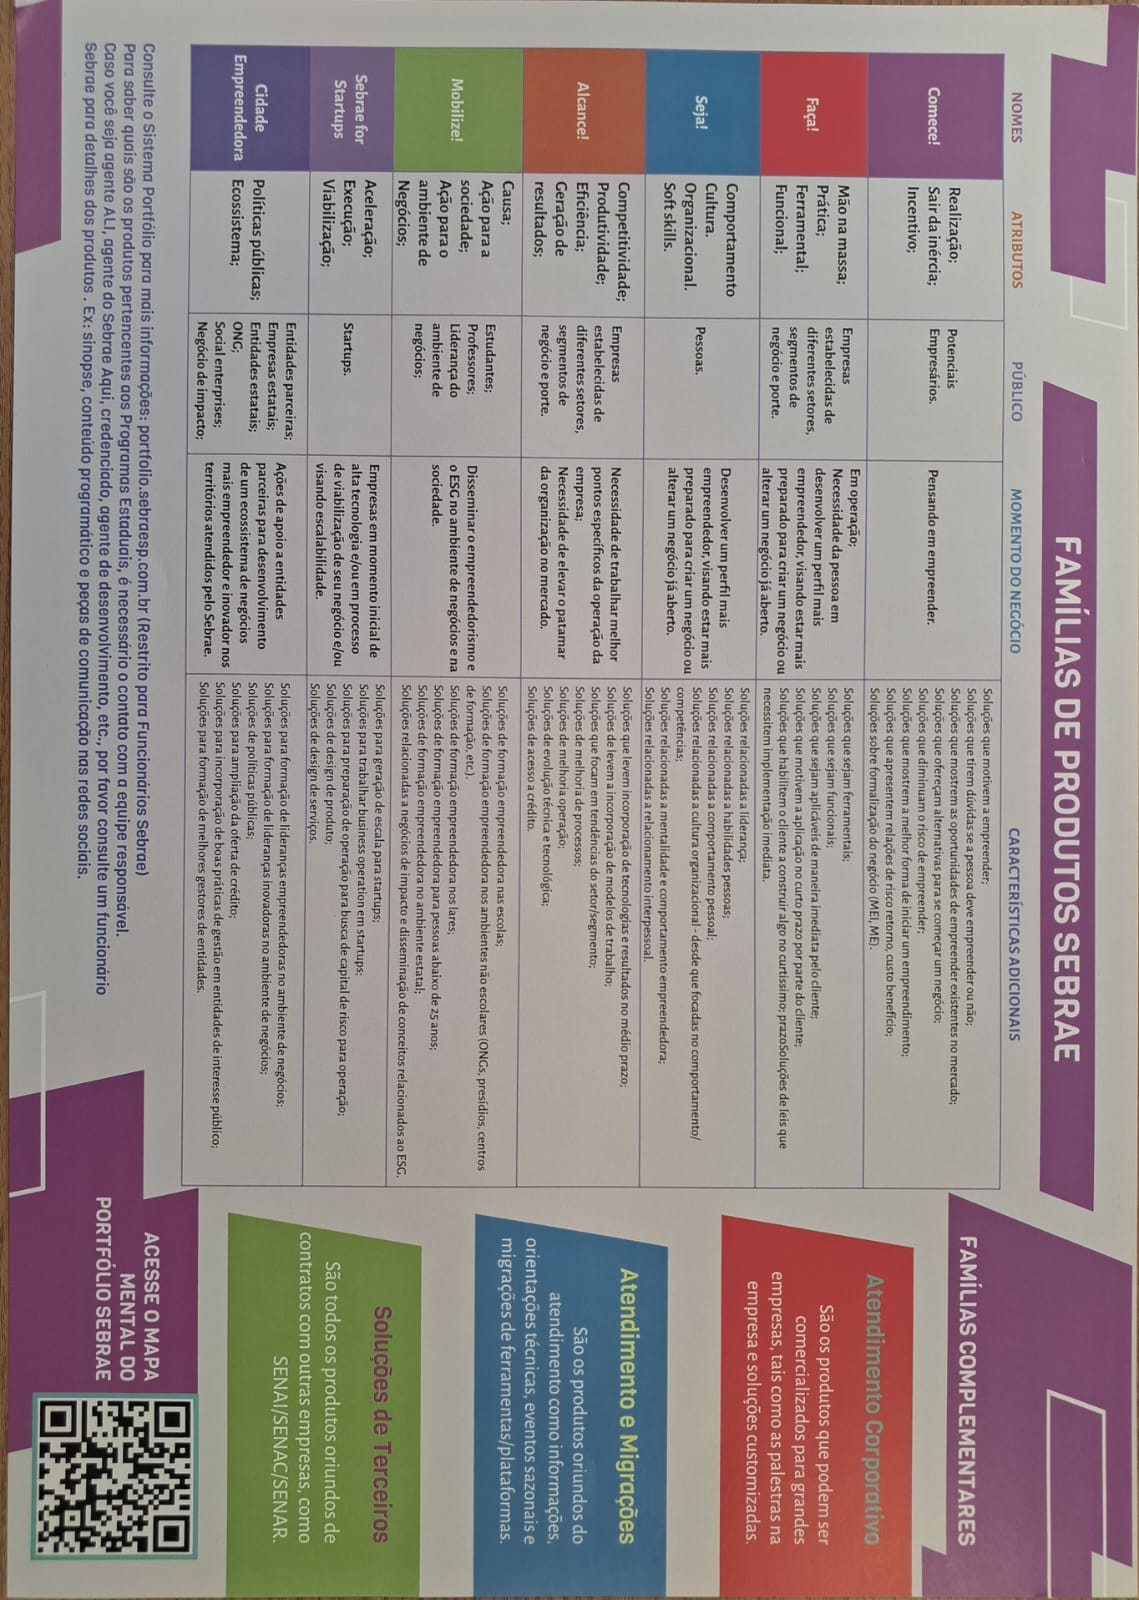 FAMÍLIAS DE PRODUTOS SEBRAE
NOMES
ATRIBUTOS
PÚBLICO
MOMENTO DO NEGÓCIO
CARACTERÍSTICAS ADICIONAIS
Comece!
Realização;
Sair da inércia;
Incentivo;
Potenciais
Empresários.
Pensando em empreender.
Soluções que motivem a empreender;
Soluções que tirem dúvidas se a pessoa deve empreender ou não;
Soluções que mostrem as oportunidades de empreender existentes no mercado;
Soluções que ofereçam alternativas para se começar um negócio;
Soluções que diminuam o risco de empreender;
Soluções que mostrem a melhor forma de iniciar um empreendimento;
Soluções que apresentem relações de risco retorno, custo benefício;
Soluções sobre formalização do negócio (MEI, ME).
Faça!
Mão na massa;
Prática;
Ferramental;
Funcional;
Empresas
estabelecidas de
diferentes setores,
segmentos de
negócio e porte.
Em operação;
Necessidade da pessoa em
desenvolver um perfil mais
empreendedor, visando estar mais
preparado para criar um negócio ou
alterar um negócio já aberto.
Soluções que sejam ferramentais;
Soluções que sejam funcionais;
Soluções que sejam aplicáveis de maneira imediata pelo cliente;
Soluções que motivem a aplicação no curto prazo por parte do cliente;
Soluções que habilitem o cliente a construir algo no curtíssimo; prazoSoluções de leis que
necessitem implementação imediata.
Seja!
Comportamento
Cultura.
Organizacional.
Soft skills.
Pessoas.
Desenvolver um perfil mais
empreendedor, visando estar mais
preparado para criar um negócio ou
alterar um negócio já aberto.
Soluções relacionadas a liderança;
Soluções relacionadas a habilidades pessoais;
Soluções relacionadas a comportamento pessoal;
Soluções relacionadas a cultura organizacional - desde que focadas no comportamento/
competências;
Soluções relacionadas a mentalidade e comportamento empreendedora;
Soluções relacionadas a relacionamento interpessoal.
Alcance!
Competitividade;
Produtividade;
Eficiência;
Geração de
resultados;
Empresas
estabelecidas de
diferentes setores,
segmentos de
negócio e porte.
Necessidade de trabalhar melhor
pontos específicos da operação da
empresa;
Necessidade de elevar o patamar
da organização no mercado.
Soluções que levem incorporação de tecnologias e resultados no médio prazo;
Soluções de levem a incorporação de modelos de trabalho;
Soluções que focam em tendências do setor/segmento;
Soluções de melhoria de processos;
Soluções de melhoria operação;
Soluções de evolução técnica e tecnológica;
Soluções de acesso a crédito.
Mobilize!
Causa;
Ação para a
sociedade;
Ação para o
ambiente de
Negócios;
Estudantes;
Professores;
Liderança do
ambiente de
negócios;
Disseminar o empreendedorismo e
o ESG no ambiente de negócios e na
sociedade.
Soluções de formação empreendedora nas escolas;
Soluções de formação empreendedora nos ambientes não escolares (ONGs, presídios, centros
de formação, etc).
Soluções de formação empreendedora nos lares;
Soluções de formação empreendedora para pessoas abaixo de 25 anos;
Soluções de formação empreendedora no ambiente estatal;
Soluções relacionadas a negócios de impacto e disseminação de conceitos relacionados ao ESG.
Sebrae for
Startups
Aceleração;
Execução;
Viabilização;
Startups.
Empresas em momento inicial de
alta tecnologia e/ou em processo
de viabilização de seu negócio e/ou
visando escalabilidade.
Soluções para geração de escala para startups;
Soluções para trabalhar business operation em startups;
Soluções para preparação de operação para busca de capital de risco para operação;
Soluções de design de produto;
Soluções de design de serviços.
Cidade
Empreendedora
Políticas públicas;
Ecossistema;
Entidades parceiras;
Empresas estatais;
Entidades estatais;
ONG;
Social enterprises;
Negócio de impacto;
Ações de apoio a entidades
parceiras para desenvolvimento
de um ecossistema de negócios
mais empreendedor e inovador nos
territórios atendidos pelo Sebrae.
Soluções para formação de lideranças empreendedoras no ambiente de negócios;
Soluções para formação de lideranças inovadoras no ambiente de negócios;
Soluções de políticas públicas;
Soluções para ampliação da oferta de crédito;
Soluções para incorporação de boas práticas de gestão em entidades de interesse público;
Soluções para formação de melhores gestores de entidades.
Consulte o Sistema Portfólio para mais informações: portfolio.sebraesp.com.br (Restrito para Funcionários Sebrae)
Para saber quais são os produtos pertencentes aos Programas Estaduais, é necessário o contato com a equipe responsável.
Caso você seja agente ALI, agente do Sebrae Aqui, credenciado, agente de desenvolvimento, etc., por favor consulte um funcionário
Sebrae para detalhes dos produtos . Ex: sinopse, conteúdo programático e peças de comunicação nas redes sociais.
FAMÍLIAS COMPLEMENTARES
Atendimento Corporativo
São os produtos que podem ser
comercializados para grandes
empresas, tais como as palestras na
empresa e soluções customizadas.
Atendimento e Migrações
São os produtos oriundos do
atendimento como informações,
orientações técnicas, eventos sazonais e
migrações de ferramentas/plataformas.
Soluções de Terceiros
São todos os produtos oriundos de
contratos com outras empresas, como
SENAI/SENAC/SENAR.
ACESSE O MAPA
MENTAL DO
PORTFÓLIO SEBRAE